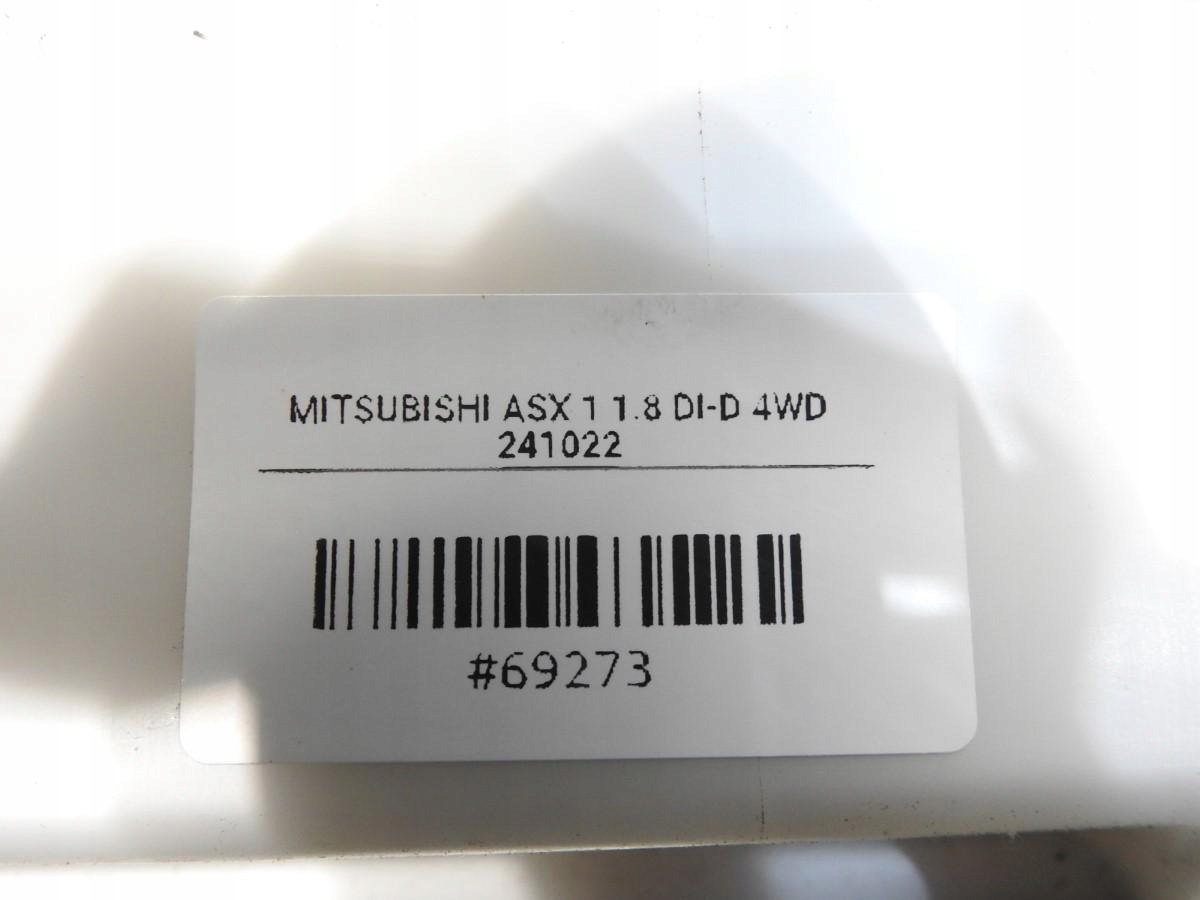 MITSUBISHI ASX 1 1.8 DI-D 4WD
241022
#69273